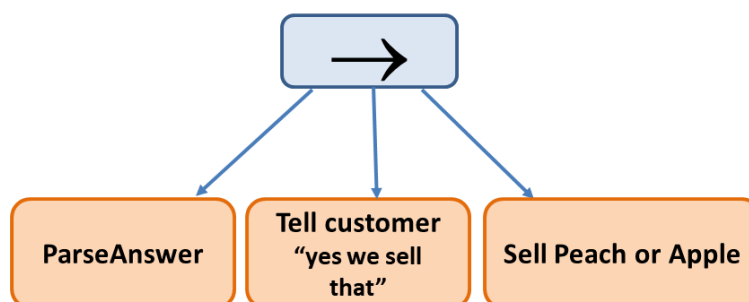 →
ParseAnswer
Tell customer
“yes we sell
that”
Sell Peach or Apple